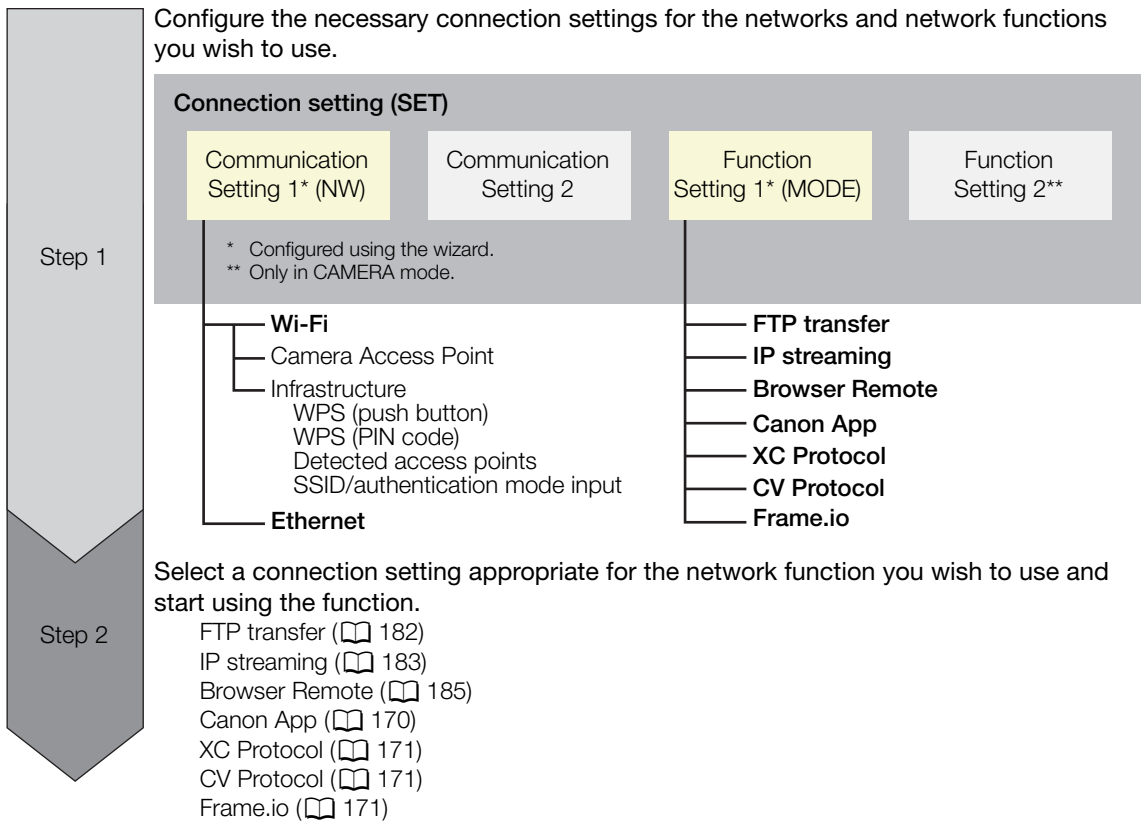 Configure the necessary connection settings for the networks and network functions
you wish to use.
Connection setting (SET)
Communication
Setting 1* (NW)
Communication
Setting 2
Function
Setting 1* (MODE)
Function
Setting 2**
* Configured using the wizard.
** Only in CAMERA mode.
Step 1
Wi-Fi
Camera Access Point
Infrastructure
WPS (push button)
WPS (PIN code)
Detected access points
SSID/authentication mode input
Ethernet
FTP transfer
IP streaming
Browser Remote
Canon App
XC Protocol
CV Protocol
Frame.io
Select a connection setting appropriate for the network function you wish to use and
start using the function.
Step 2
FTP transfer (182)
IP streaming (183)
Browser Remote (185)
Canon App (170)
XC Protocol (171)
CV Protocol (171)
Frame.io (171)